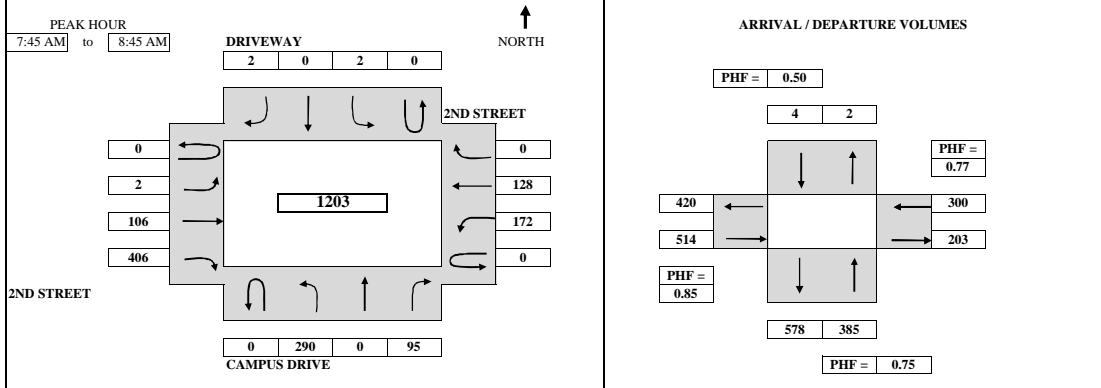 PEAK HOUR
7:45 AM to 8:45 AM
NORTH
DRIVEWAY
2 0 2 0
2ND STREET
0
2
106
406
1203
0
128
172
0
2ND STREET
0 290 0 95
CAMPUS DRIVE
ARRIVAL / DEPARTURE VOLUMES
PHF = 0.50
4 2
PHF =
0.77
420
514
300
203
PHF =
0.85
578 385
PHF = 0.75